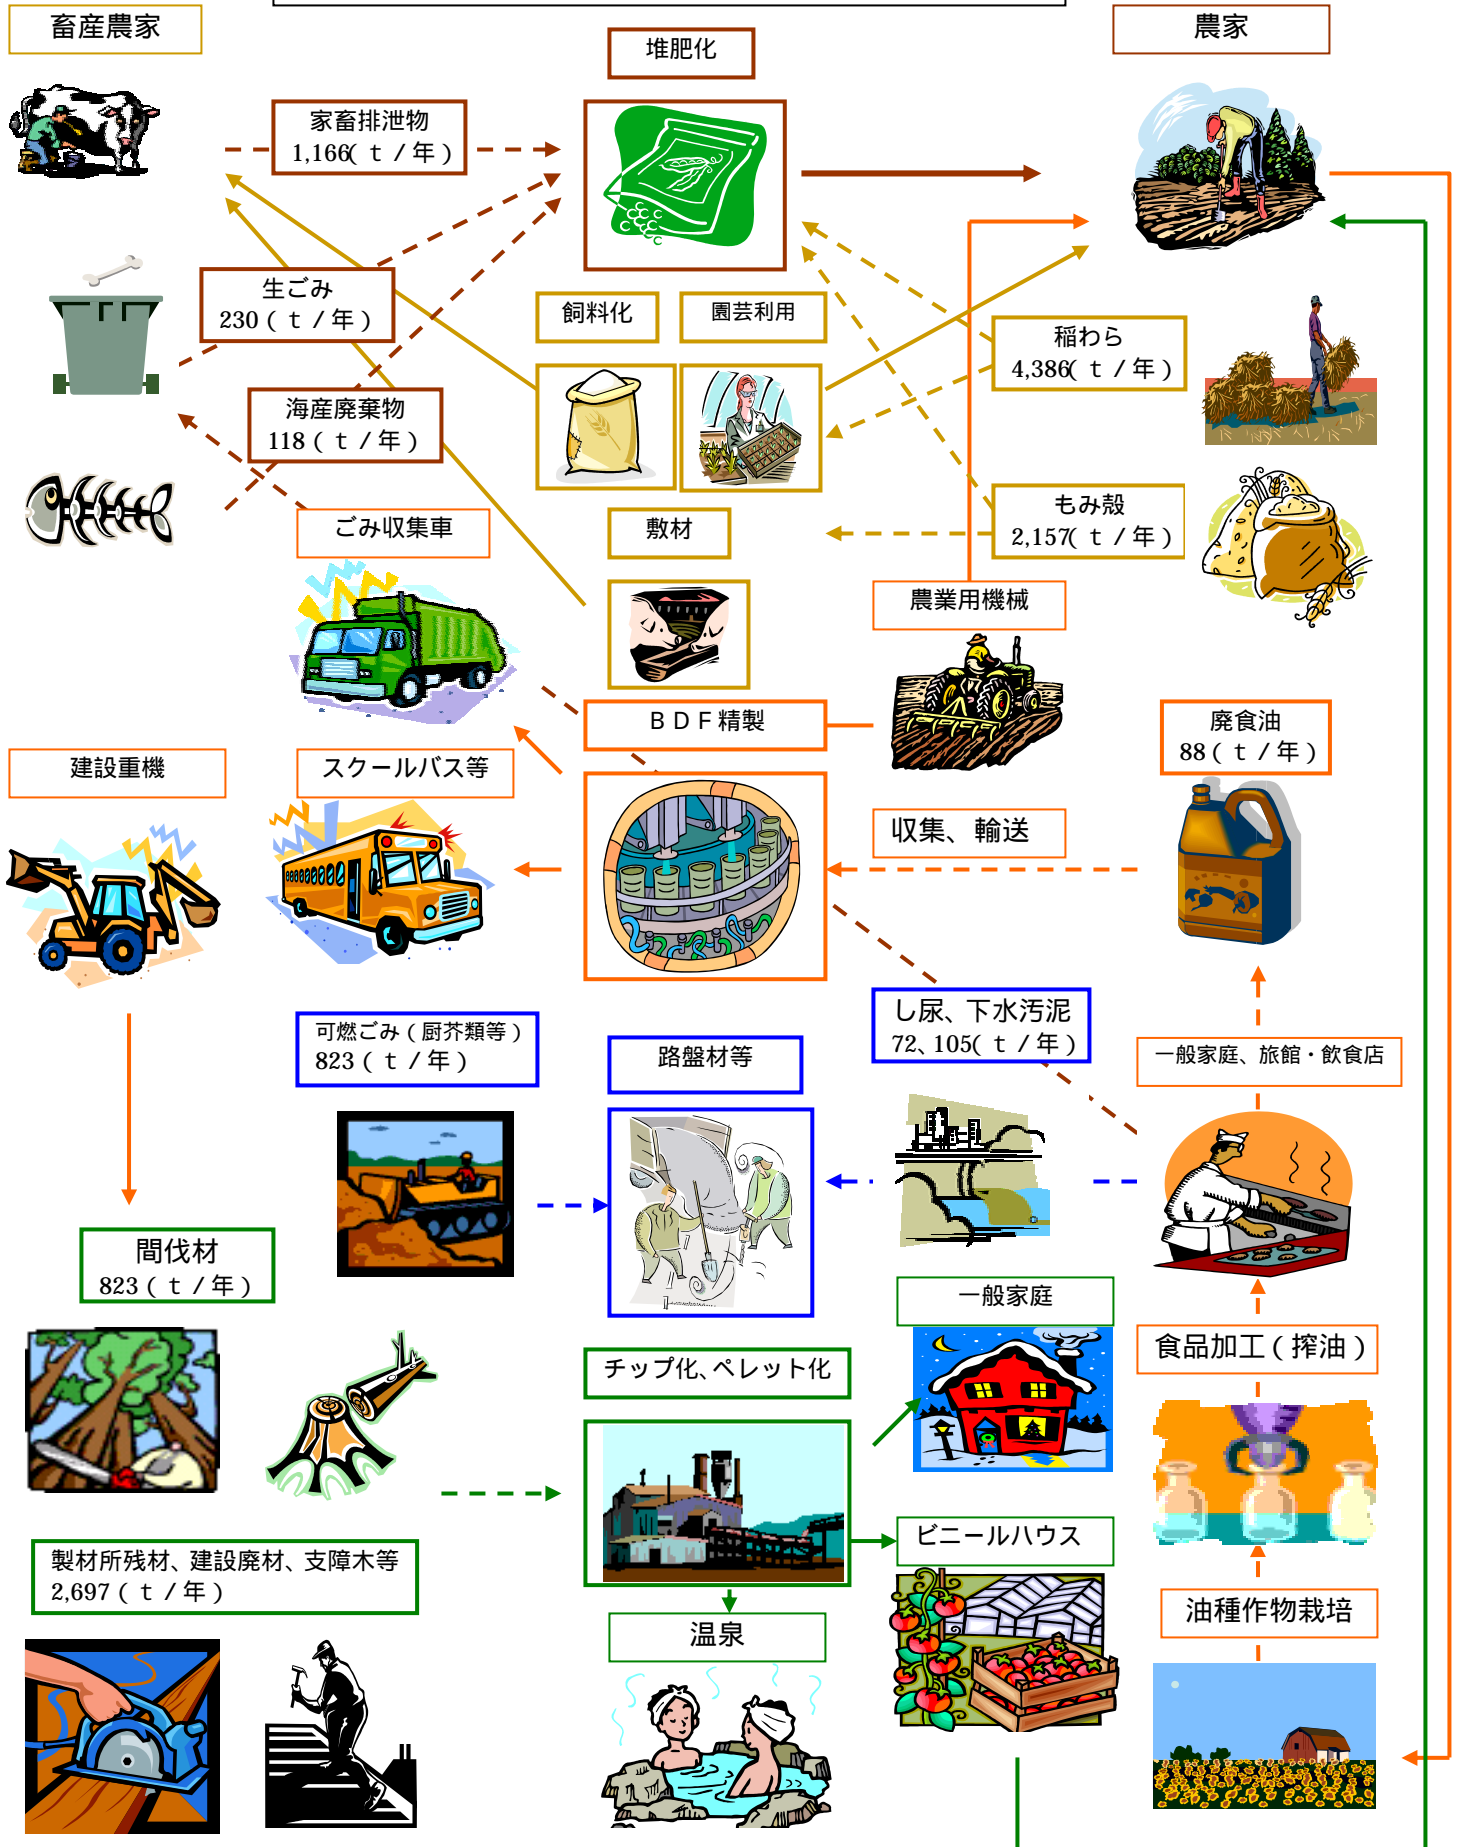 畜産農家
農家
堆肥化
家畜排泄物
1,166(ｔ/年)
生ごみ
230(ｔ/年)
飼料化
園芸利用
稲わら
4,386(ｔ/年)
海産廃棄物
118(ｔ/年)
もみ殻
2,157(ｔ/年)
ごみ収集車
敷材
農業用機械
ＢＤＦ精製
廃食油
88(ｔ/年)
建設重機
スクールバス等
収集、輸送
可燃ごみ(厨芥類等)
823(ｔ/年)
路盤材等
し尿、下水汚泥
72、105(ｔ/年)
一般家庭、旅館・飲食店
間伐材
823(ｔ/年)
一般家庭
食品加工(搾油)
チップ化、ペレット化
ビニールハウス
製材所残材、建設廃材、支障木等
2,697(ｔ/年)
温泉
油種作物栽培